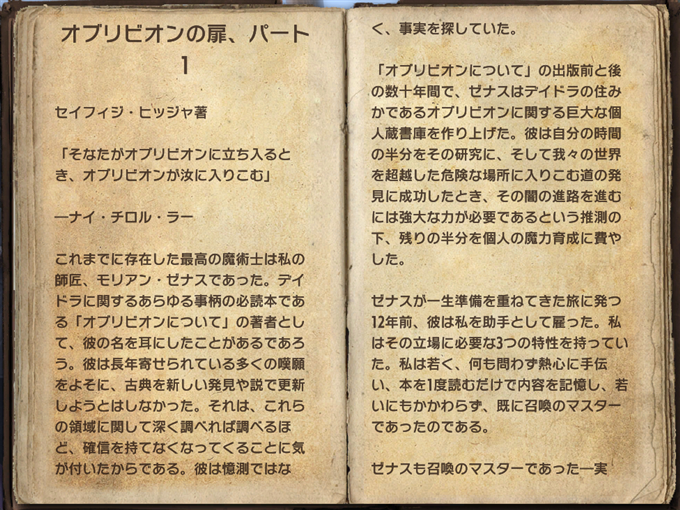 オブリビオンの扉、パート
1
セイフィジ・ヒッジャ著
「そなたがオブリビオンに立ち入ると
き、オブリビオンが汝に入りこむ」
―ナイ・チロル・ラー
これまでに存在した最高の魔術士は私の
師匠、モリアン・ゼナスであった。デイ
ドラに関するあらゆる事柄の必読本であ
る「オブリビオンについて」の著者とし
て、彼の名を耳にしたことがあるであろ
う。彼は長年寄せられている多くの嘆願
をよそに、古典を新しい発見や説で更新
しようとはしなかった。それは、これら
の領域に関して深く調べれば調べるほ
ど、確信を持てなくなってくることに気
が付いたからである。彼は憶測ではな
く、事実を探していた。
「オブリビオンについて」の出版前と後
の数十年間で、ゼナスはデイドラの住み
かであるオブリビオンに関する巨大な個
人蔵書庫を作り上げた。彼は自分の時間
の半分をその研究に、そして我々の世界
を超越した危険な場所に入りこむ道の発
見に成功したとき、その闇の進路を進む
には強大な力が必要であるという推測の
下、残りの半分を個人の魔力育成に費や
した。
ゼナスが一生準備を重ねてきた旅に発つ
12年前、彼は私を助手として雇った。私
はその立場に必要な3つの特性を持ってい
た。私は若く、何も問わず熱心に手伝
い、本を1度読むだけで内容を記憶し、若
いにもかかわらず、既に召喚のマスター
であったのである。
ゼナスも召喚のマスターであった―実